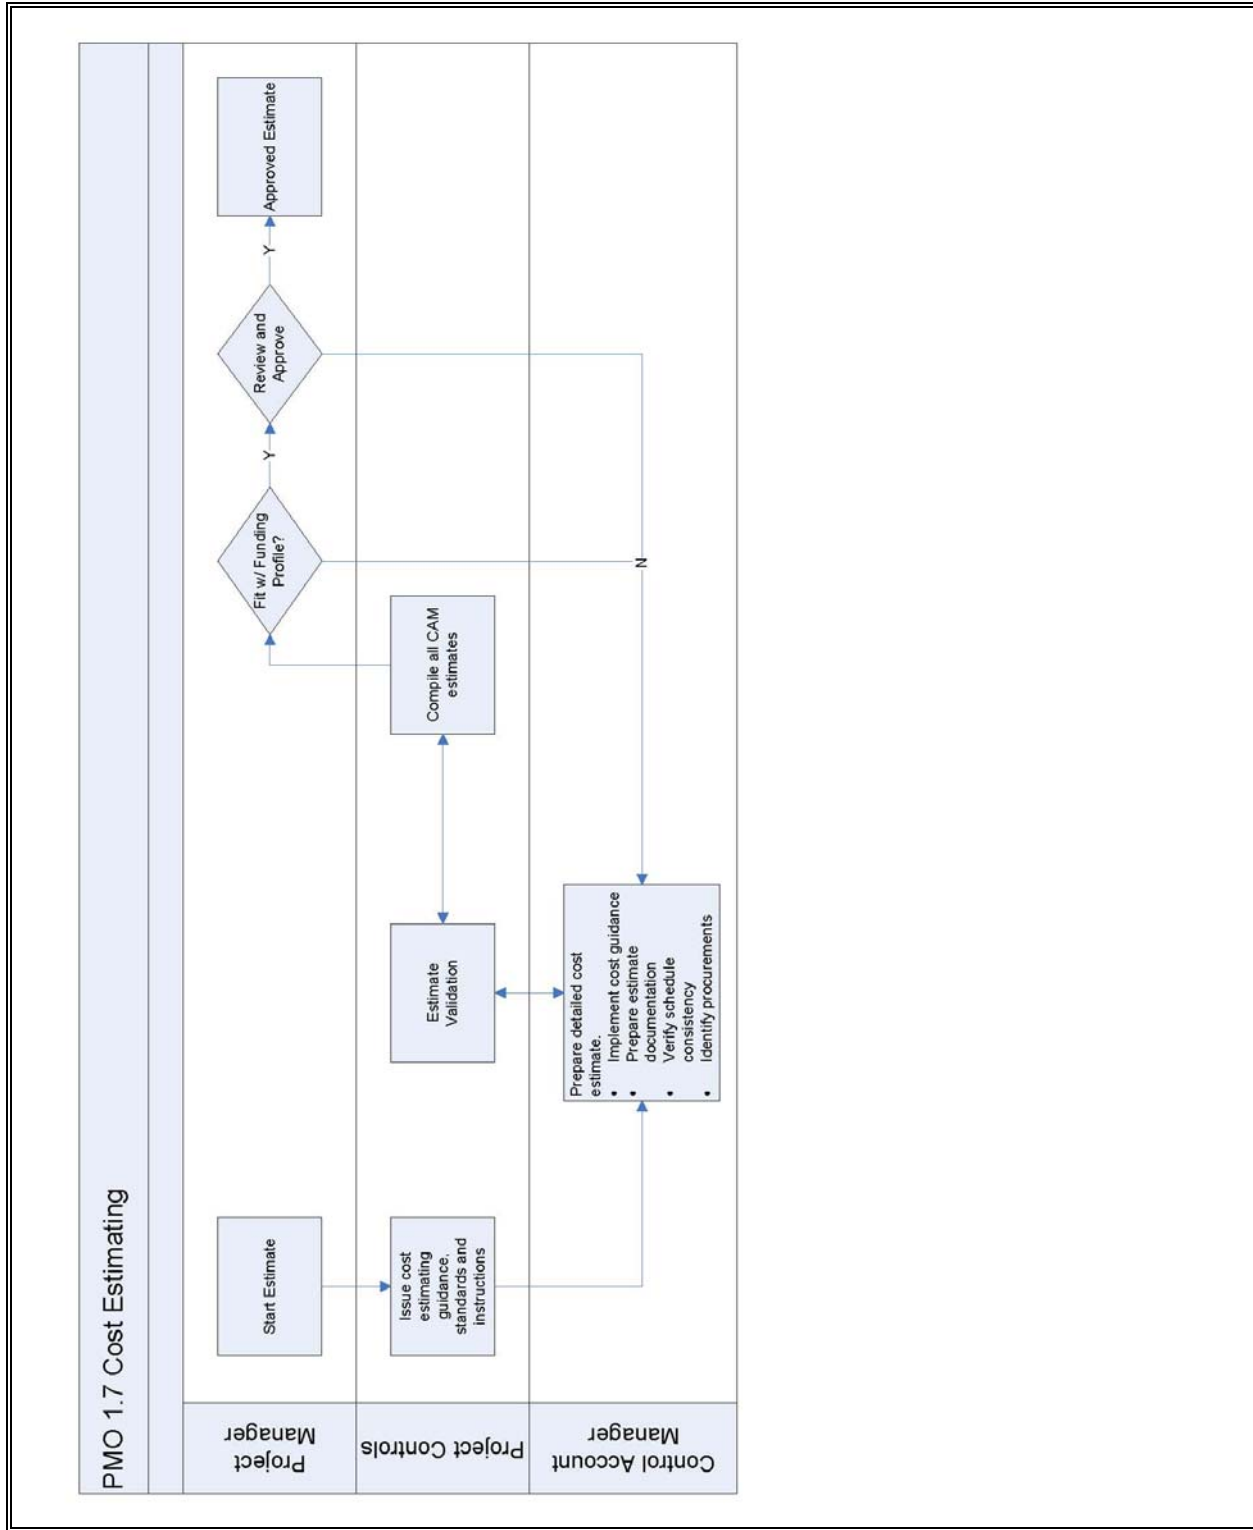 PMO 1.7 Cost Estimating
Project
Manager
Start Estimate
Fit w/ Funding
Profile?
Y
Review and
Approve
Y
Approved Estimate
Project Controls
Issue cost
estimating
guidance,
standards and
instructions
Estimate
Validation
Compile all CAM
estimates
Control Account
Manager
Prepare detailed cost
estimate.
• Implement cost guidance
• Prepare estimate
documentation
• Verify schedule
consistency
• Identify procurements
N